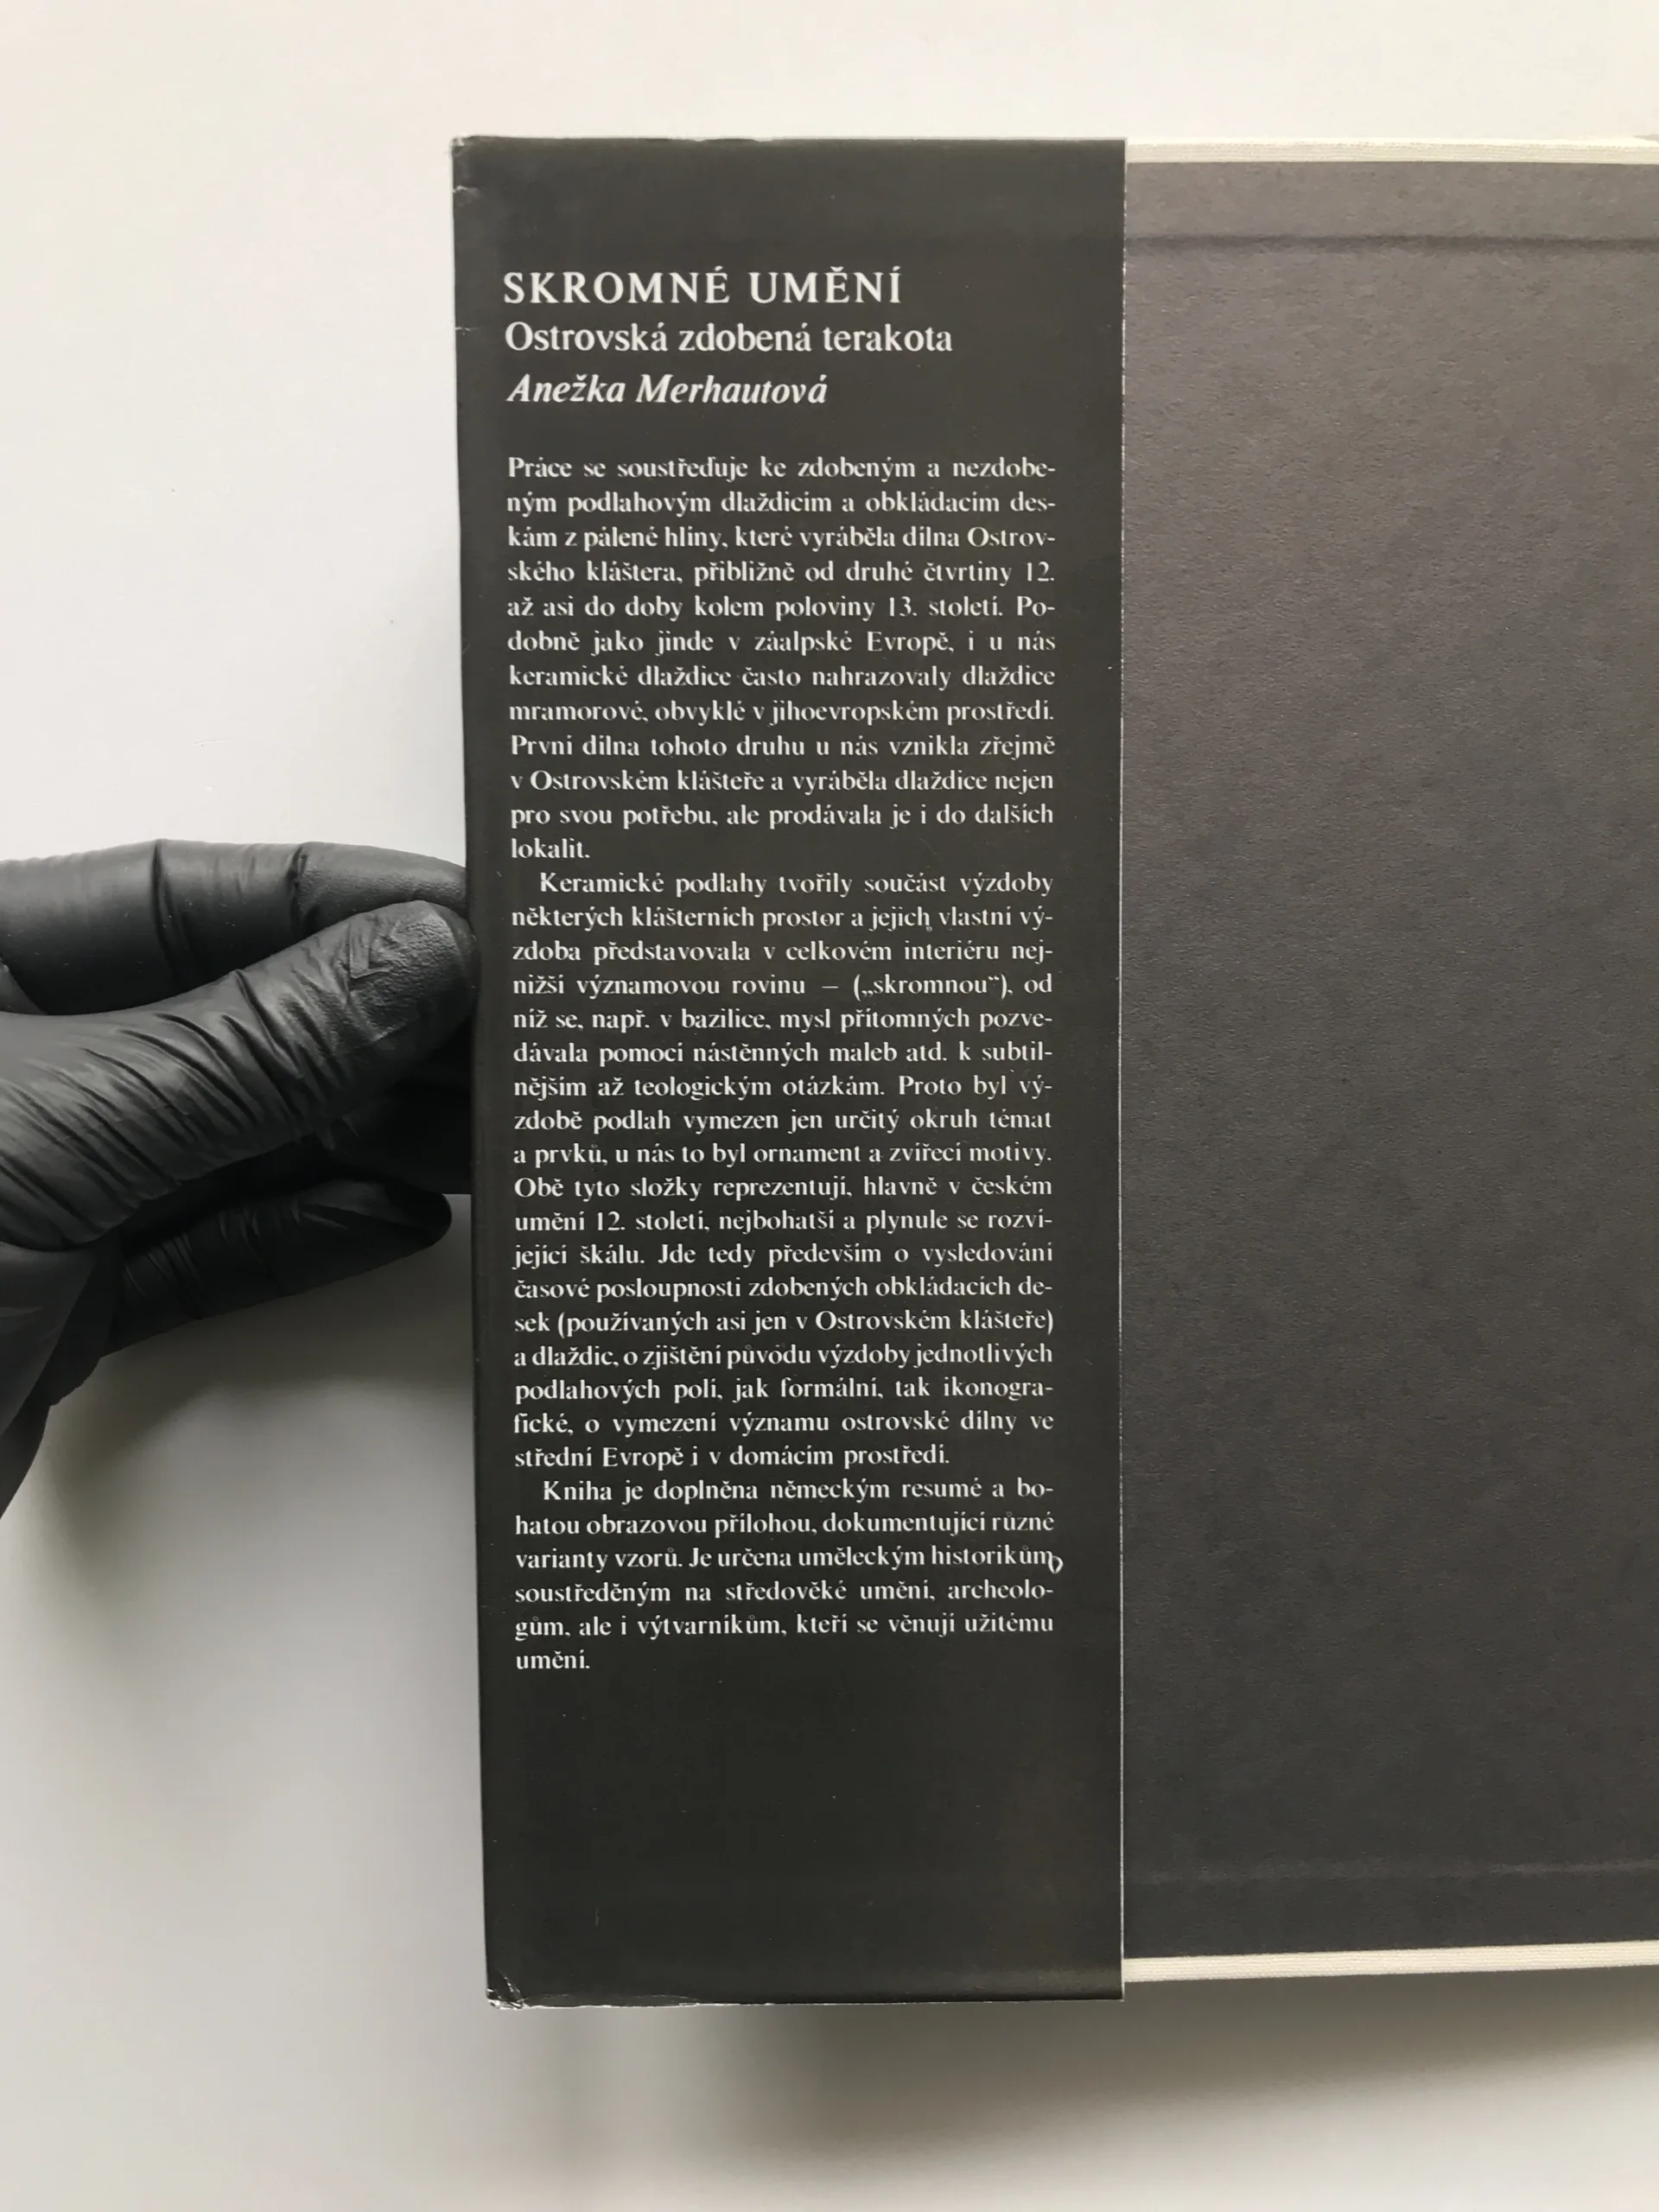 SKROMNÉ UMĚNÍ
Ostrovská zdobená terakota
Anežka Merhautová
Práce se soustřeďuje ke zdobeným a nezdobe-
ným podlahovým dlaždicím a obkládacím des-
kám z pálené hlíny, které vyráběla dílna Ostrov-
ského kláštera, přibližně od druhé čtvrtiny 12.
až asi do doby kolem poloviny 13. století. Po-
dobně jako jinde v záalpské Evropě, i u nás
keramické dlaždice často nahrazovaly dlaždice
mramorové, obvyklé v jihoevropském prostředí.
První dílna tohoto druhu u nás vznikla zřejmě
v Ostrovském klášteře a vyráběla dlaždice nejen
pro svou potřebu, ale prodávala je i do dalších
lokalit.
Keramické podlahy tvořily součást výzdoby
některých klášterních prostor a jejich vlastní vý-
zdoba představovala v celkovém interiéru nej-
nižší významovou rovinu – („skromnou“), od
níž se, např. v bazilice, mysl přítomných pozve-
dávala pomocí nástěnných maleb atd. k subtil-
nějším až teologickým otázkám. Proto byl vý-
zdobě podlah vymezen jen určitý okruh témat
a prvků, u nás to byl ornament a zvířecí motivy.
Obě tyto složky reprezentují, hlavně v českém
umění 12. století, nejbohatší a plynule se rozví-
jející škálu. Jde tedy především o vysledování
časové posloupnosti zdobených obkládacích de-
sek (používaných asi jen v Ostrovském klášteře)
a dlaždic, o zjištění původu výzdoby jednotlivých
podlahových polí, jak formální, tak ikonogra-
fické, o vymezení významu ostrovské dílny ve
střední Evropě i v domácím prostředí.
Kniha je doplněna německým resumé a bo-
hatou obrazovou přílohou, dokumentující různé
varianty vzorů. Je určena uměleckým historikům,
soustředěným na středověké umění, archeolo-
gům, ale i výtvarníkům, kteří se věnují užitému
umění.